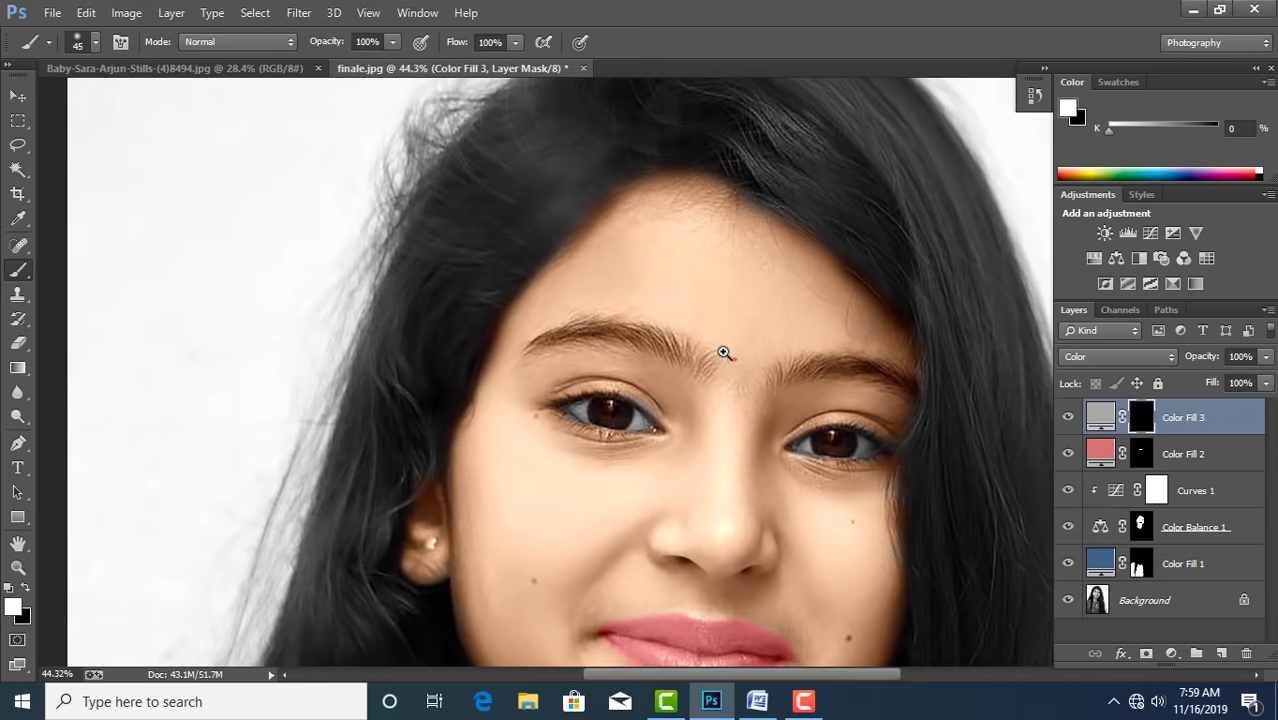 Ps File Edit Image Layer Type Select Filter 3D View Window Help
45 Mode: Normal Opacity: 100% Flow: 100% Photography
Baby-Sara-Arjun-Stills-(4)8494.jpg @ 28.4% (RGB/8#) × finale.jpg @ 44.3% (Color Fill 3, Layer Mask/8) * ×
Color Swatches
K 0 %
Adjustments Styles
Add an adjustment
Layers Channels Paths
Kind
Color Opacity: 100%
Lock: Fill: 100%
Color Fill 3
Color Fill 2
Curves 1
Color Balance 1
Color Fill 1
Background
44.32% Doc: 43.1M/51.7M
Type here to search
7:59 AM
11/16/2019